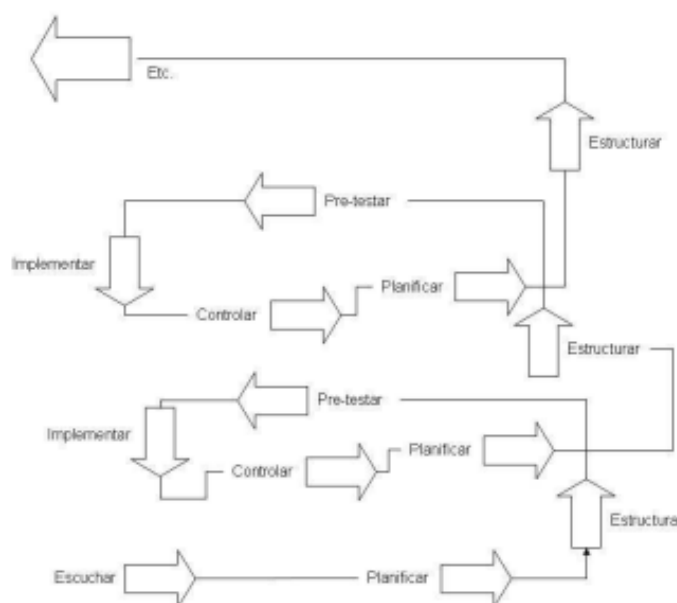 Etc.
Estructurar
Pre-testar
Implementar
Planificar
Controlar
Estructurar
Pre-testar
Implementar
Planificar
Controlar
Estructura
Escuchar
Planificar